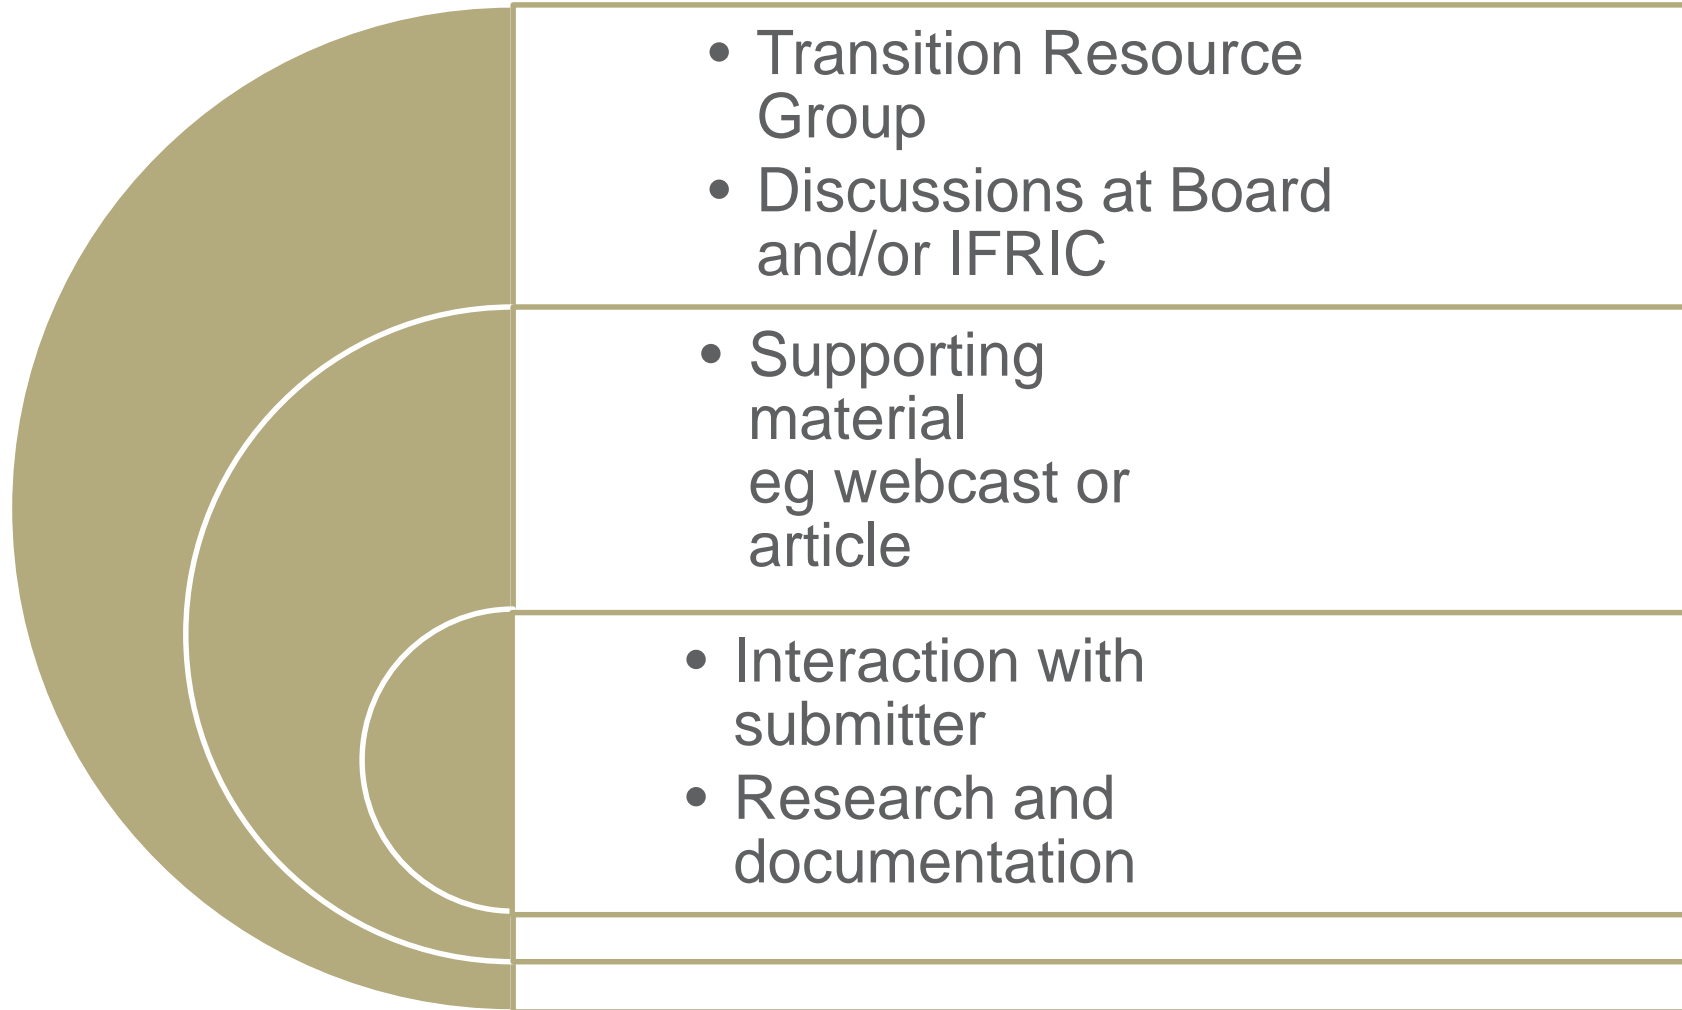 • Transition Resource
Group
• Discussions at Board
and/or IFRIC
• Supporting
material
eg webcast or
article
• Interaction with
submitter
• Research and
documentation